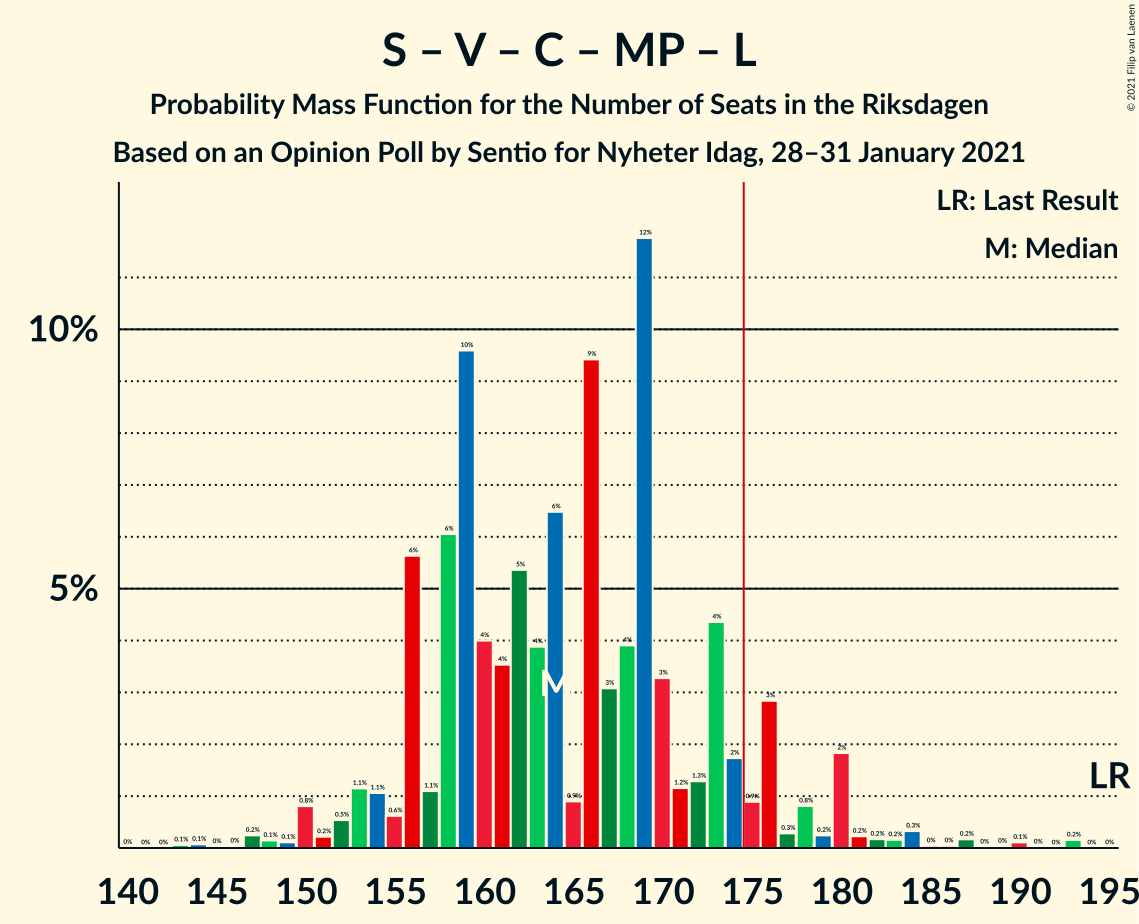 © 2021 Filip van Laenen
S – V – C – MP – L
Probability Mass Function for the Number of Seats in the Riksdagen
Based on an Opinion Poll by Sentio for Nyheter Idag, 28–31 January 2021
LR: Last Result
M: Median
10%
5%
0% 0% 0% 0.1% 0.1% 0% 0% 0.2% 0.1% 0.1% 0.8% 0.2% 0.5% 1.1% 1.1% 0.6% 6% 1.1% 6% 10% 4% 4% 5% 4% 6% 0.9% 9% 3% 4% 12% 3% 1.2% 1.3% 4% 2% 0.9% 3% 0.3% 0.8% 0.2% 2% 0.2% 0.2% 0.2% 0.3% 0% 0% 0.2% 0% 0% 0.1% 0% 0% 0.2% 0% 0%
M
LR
140 145 150 155 160 165 170 175 180 185 190 195